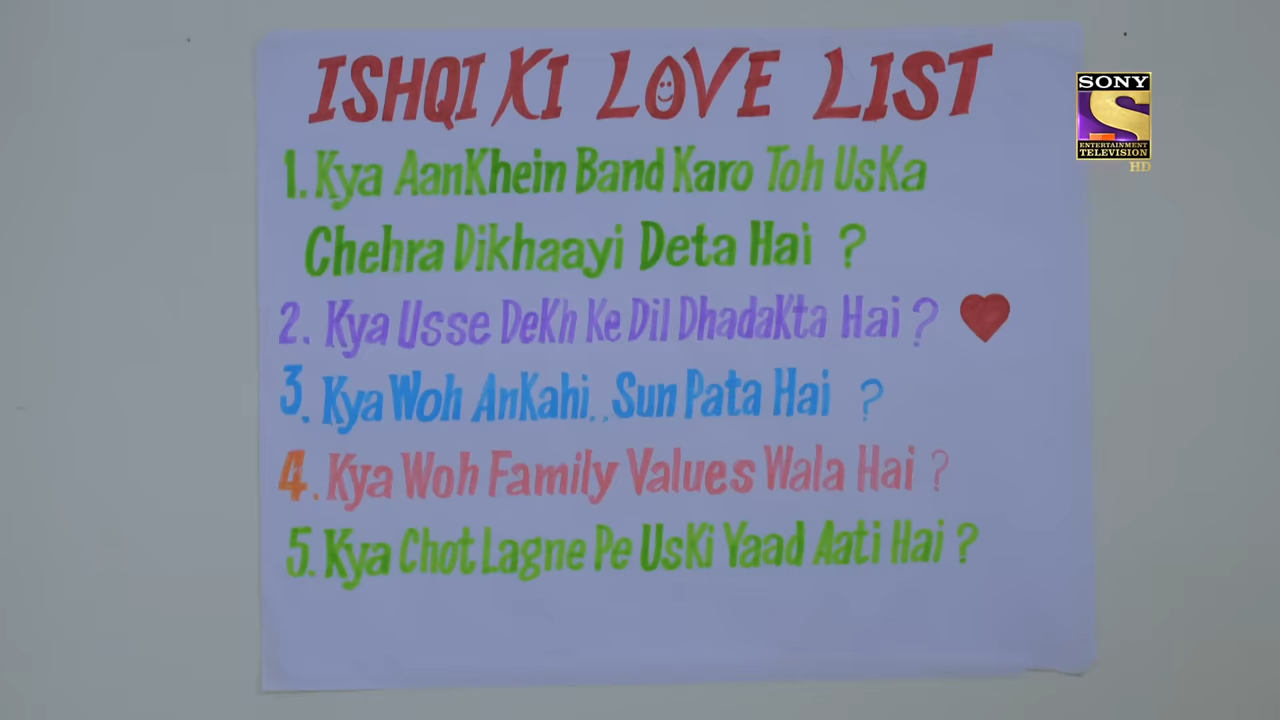 ISHQI KI LOVE LIST
SONY
ENTERTAINMENT
TELEVISION
HD
1. Kya AanKhein Band Karo Toh UsKa
Chehra Dikhaayi Deta Hai ?
2. Kya Usse DeKh Ke Dil DhadaKta Hai ?
3. Kya Woh AnKahi.. Sun Pata Hai ?
4. Kya Woh Family Values Wala Hai ?
5. Kya Chot Lagne Pe UsKi Yaad Aati Hai ?